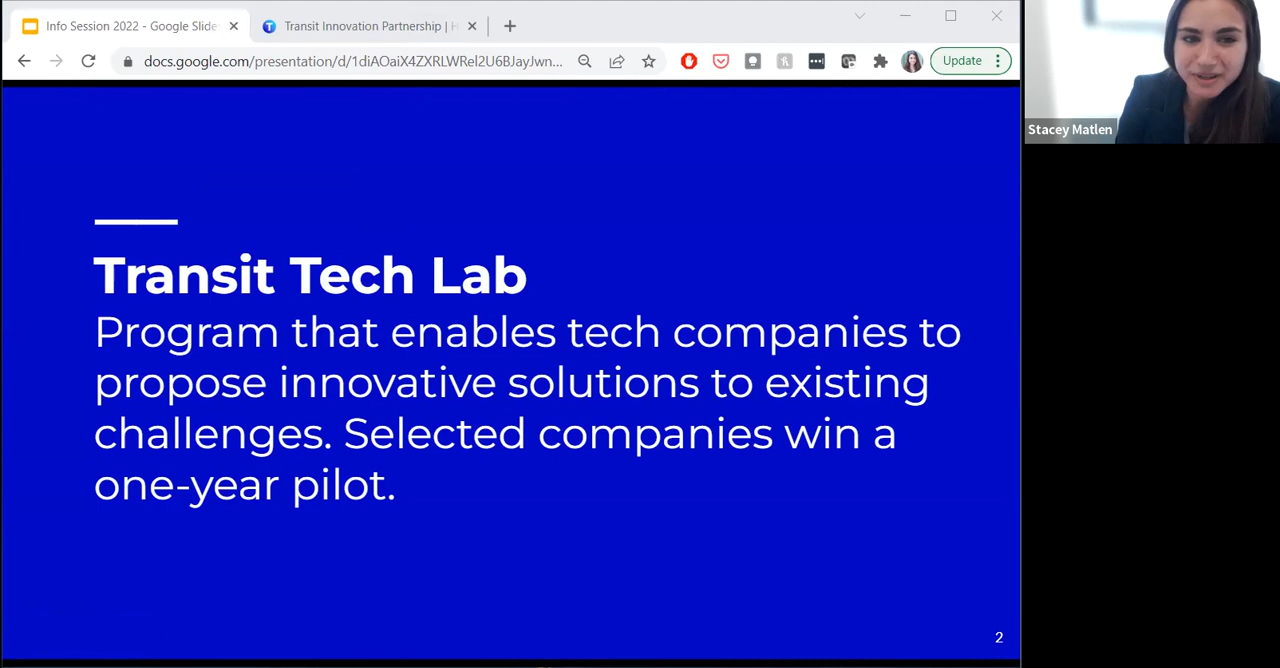 Info Session 2022 - Google Slide
Transit Innovation Partnership | H
docs.google.com/presentation/d/1diAOaiX4ZXRLWRel2U6BJayJwn...
Update
Stacey Matlen
Transit Tech Lab
Program that enables tech companies to
propose innovative solutions to existing
challenges. Selected companies win a
one-year pilot.
2